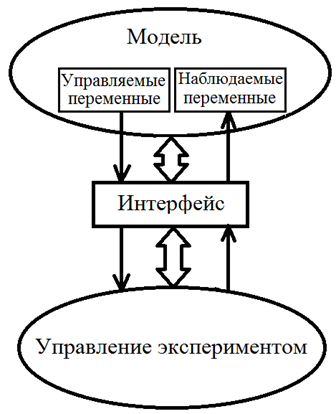 Модель
Управляемые
переменные
Наблюдаемые
переменные
Интерфейс
Управление экспериментом